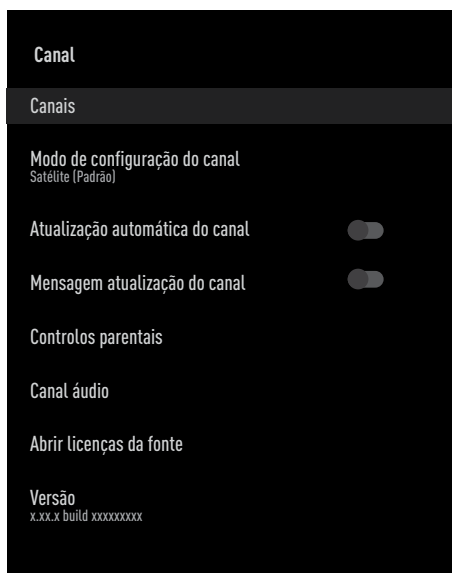 Canal
Canais
Modo de configuração do canal
Satélite (Padrão)
Atualização automática do canal
Mensagem atualização do canal
Controlos parentais
Canal áudio
Abrir licenças da fonte
Versão
x.xx.x build xxxxxxxxx